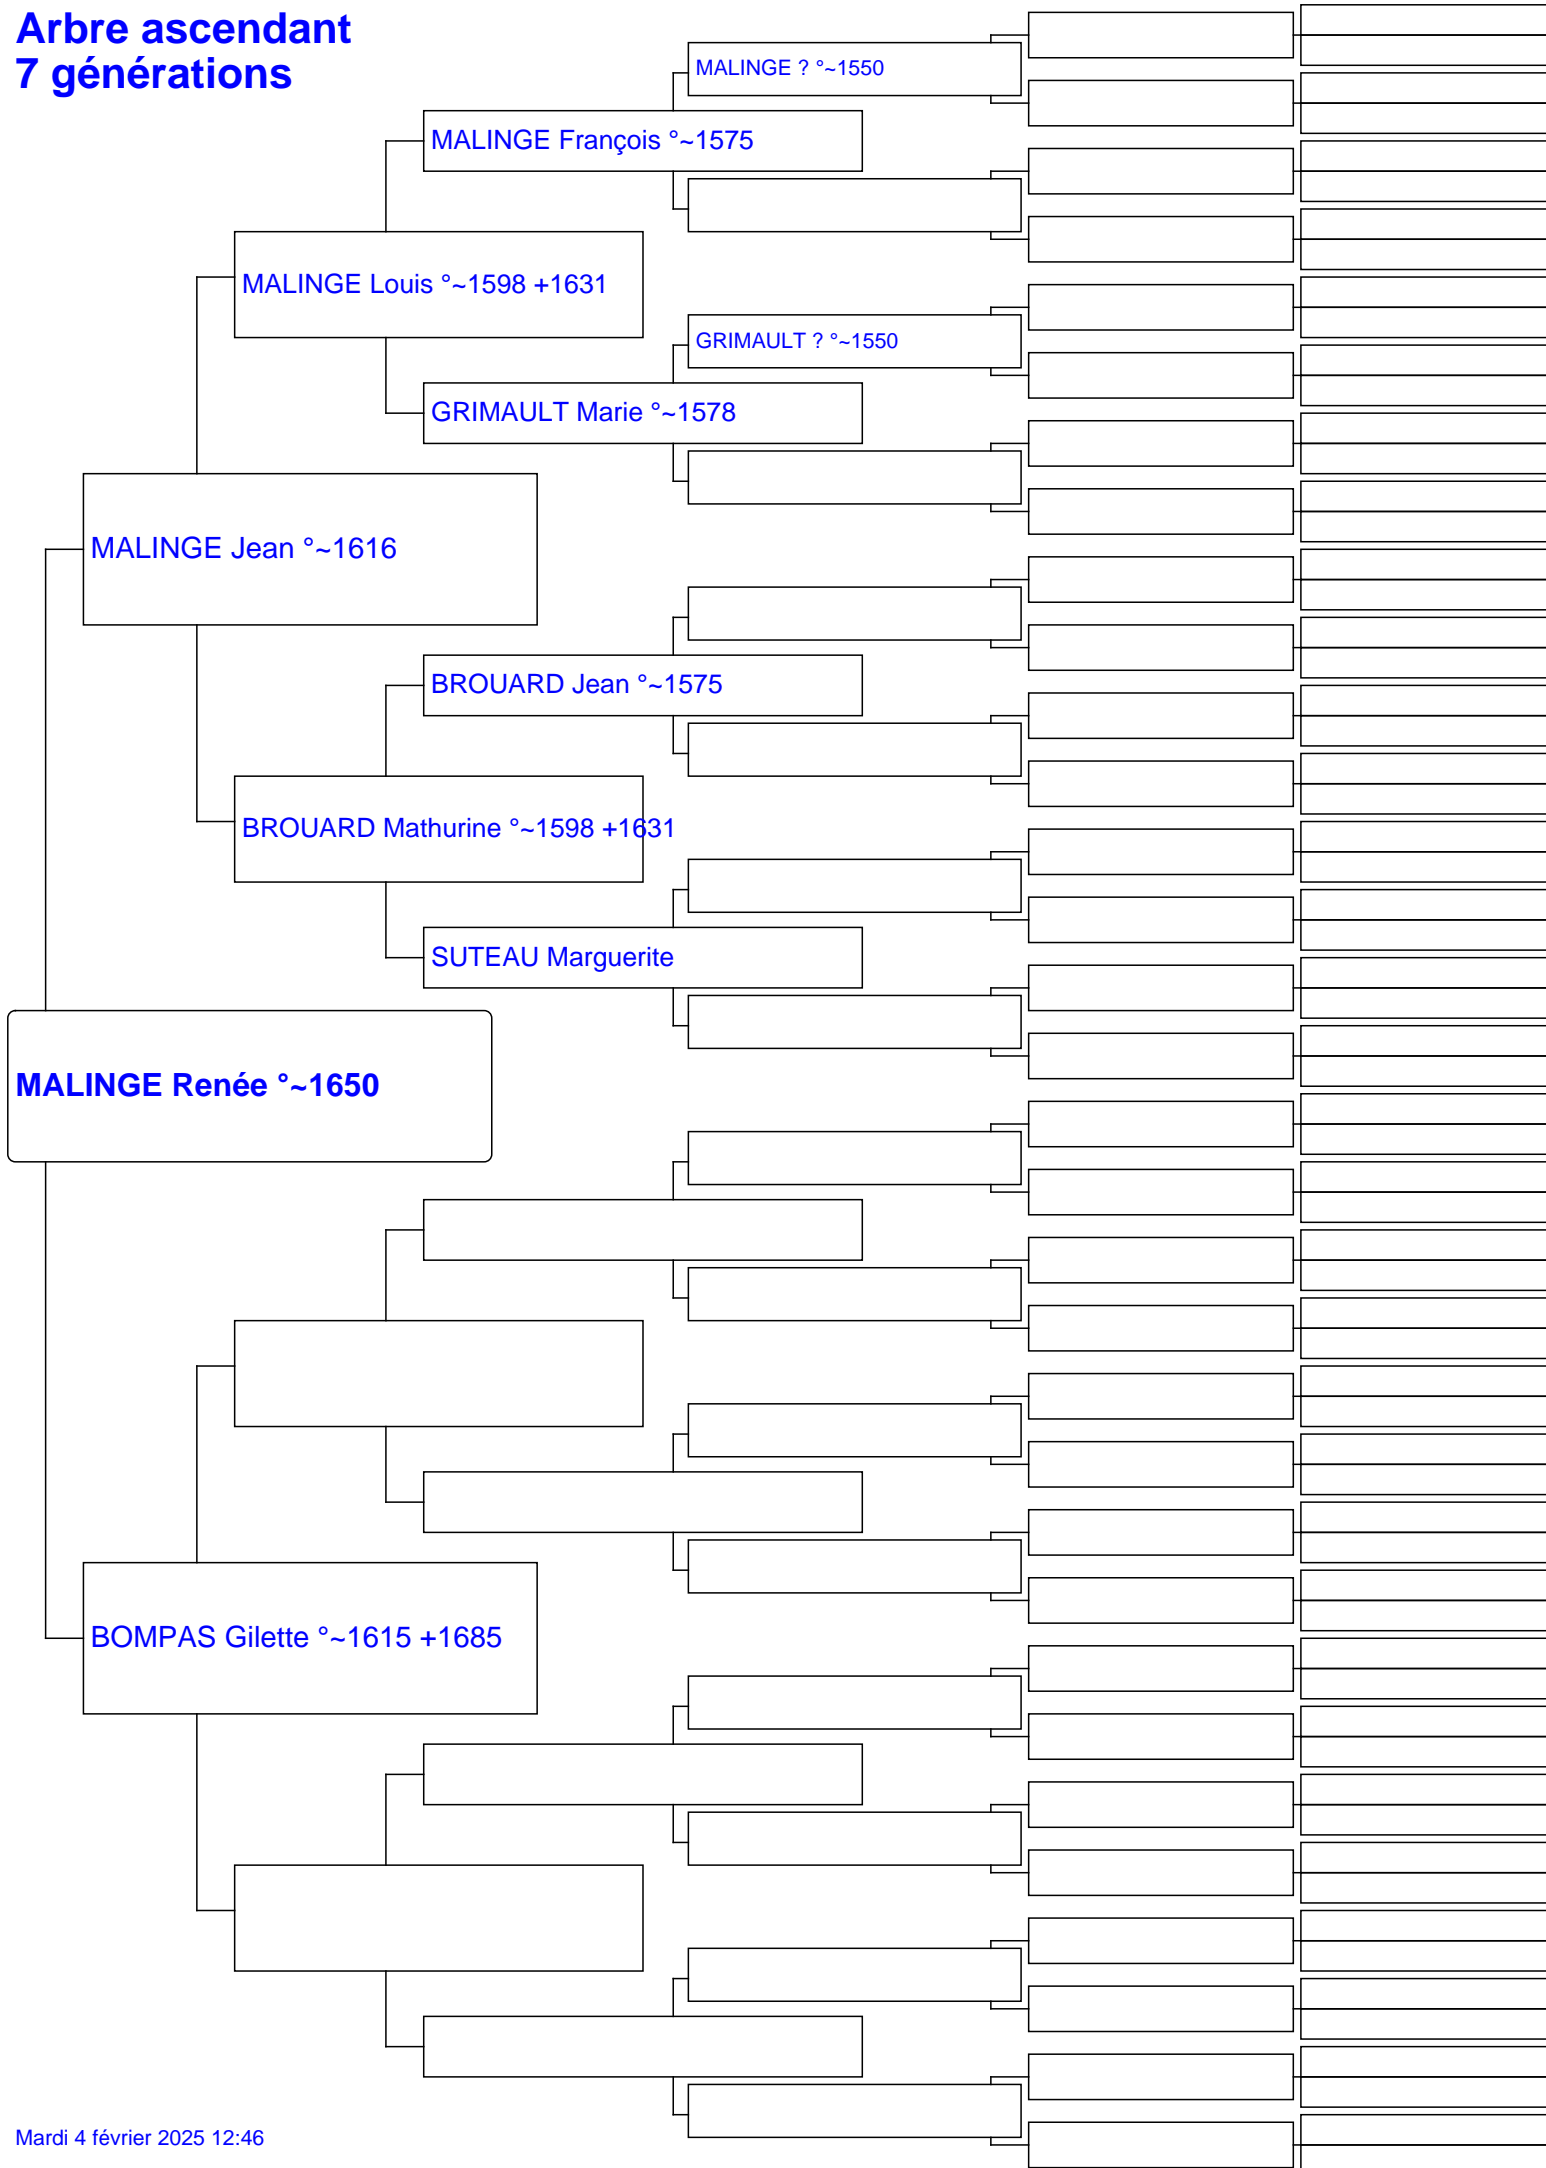 Arbre ascendant
7 générations
MALINGE ? °~1550
MALINGE François °~1575
MALINGE Louis °~1598 +1631
GRIMAULT ? °~1550
GRIMAULT Marie °~1578
MALINGE Jean °~1616
BROUARD Jean °~1575
BROUARD Mathurine °~1598 +1631
SUTEAU Marguerite
MALINGE Renée °~1650
BOMPAS Gilette °~1615 +1685
Mardi 4 février 2025 12:46